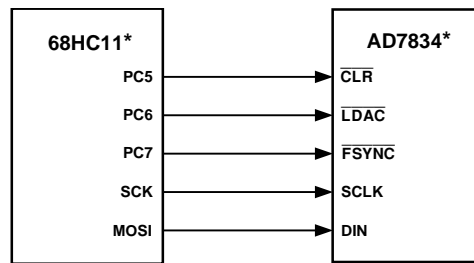 68HC11* AD7834*
PC5 CLR
PC6 LDAC
PC7 FSYNC
SCK SCLK
MOSI DIN